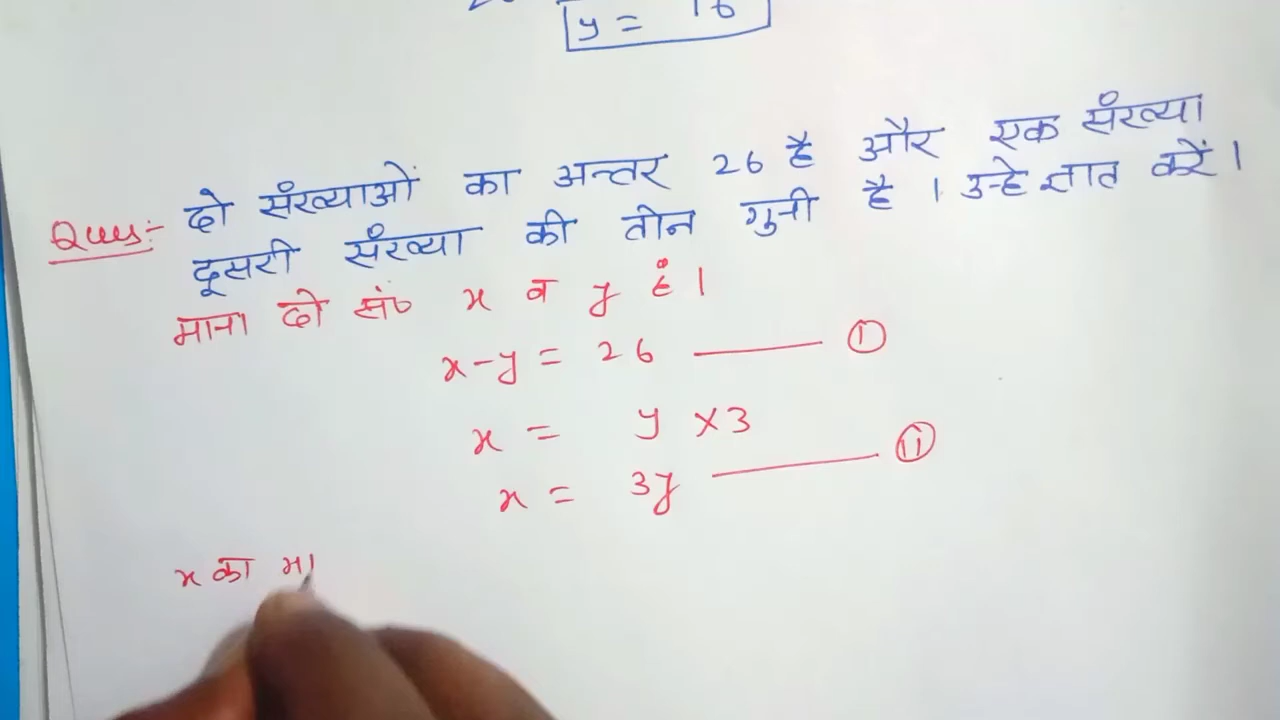 y = 16
Ques:- दो संख्याओं का अन्तर 26 है और एक संख्या
दूसरी संख्या की तीन गुनी है । उन्हे ज्ञात करें ।
माना दो सं० x व y हैं ।
x - y = 26 ——— ①
x = y × 3
x = 3y ——— ⑪
x का मा